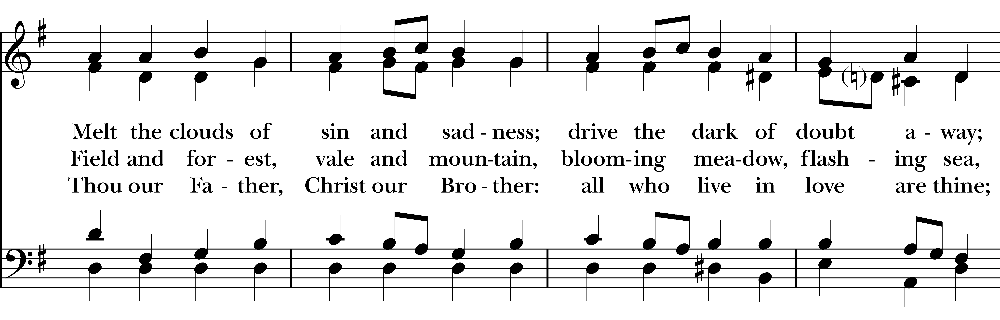 Melt the clouds of sin and sad - ness; drive the dark of doubt a - way;
Field and for - est, vale and moun-tain, bloom-ing mea-dow, flash - ing sea,
Thou our Fa - ther, Christ our Bro - ther: all who live in love are thine;